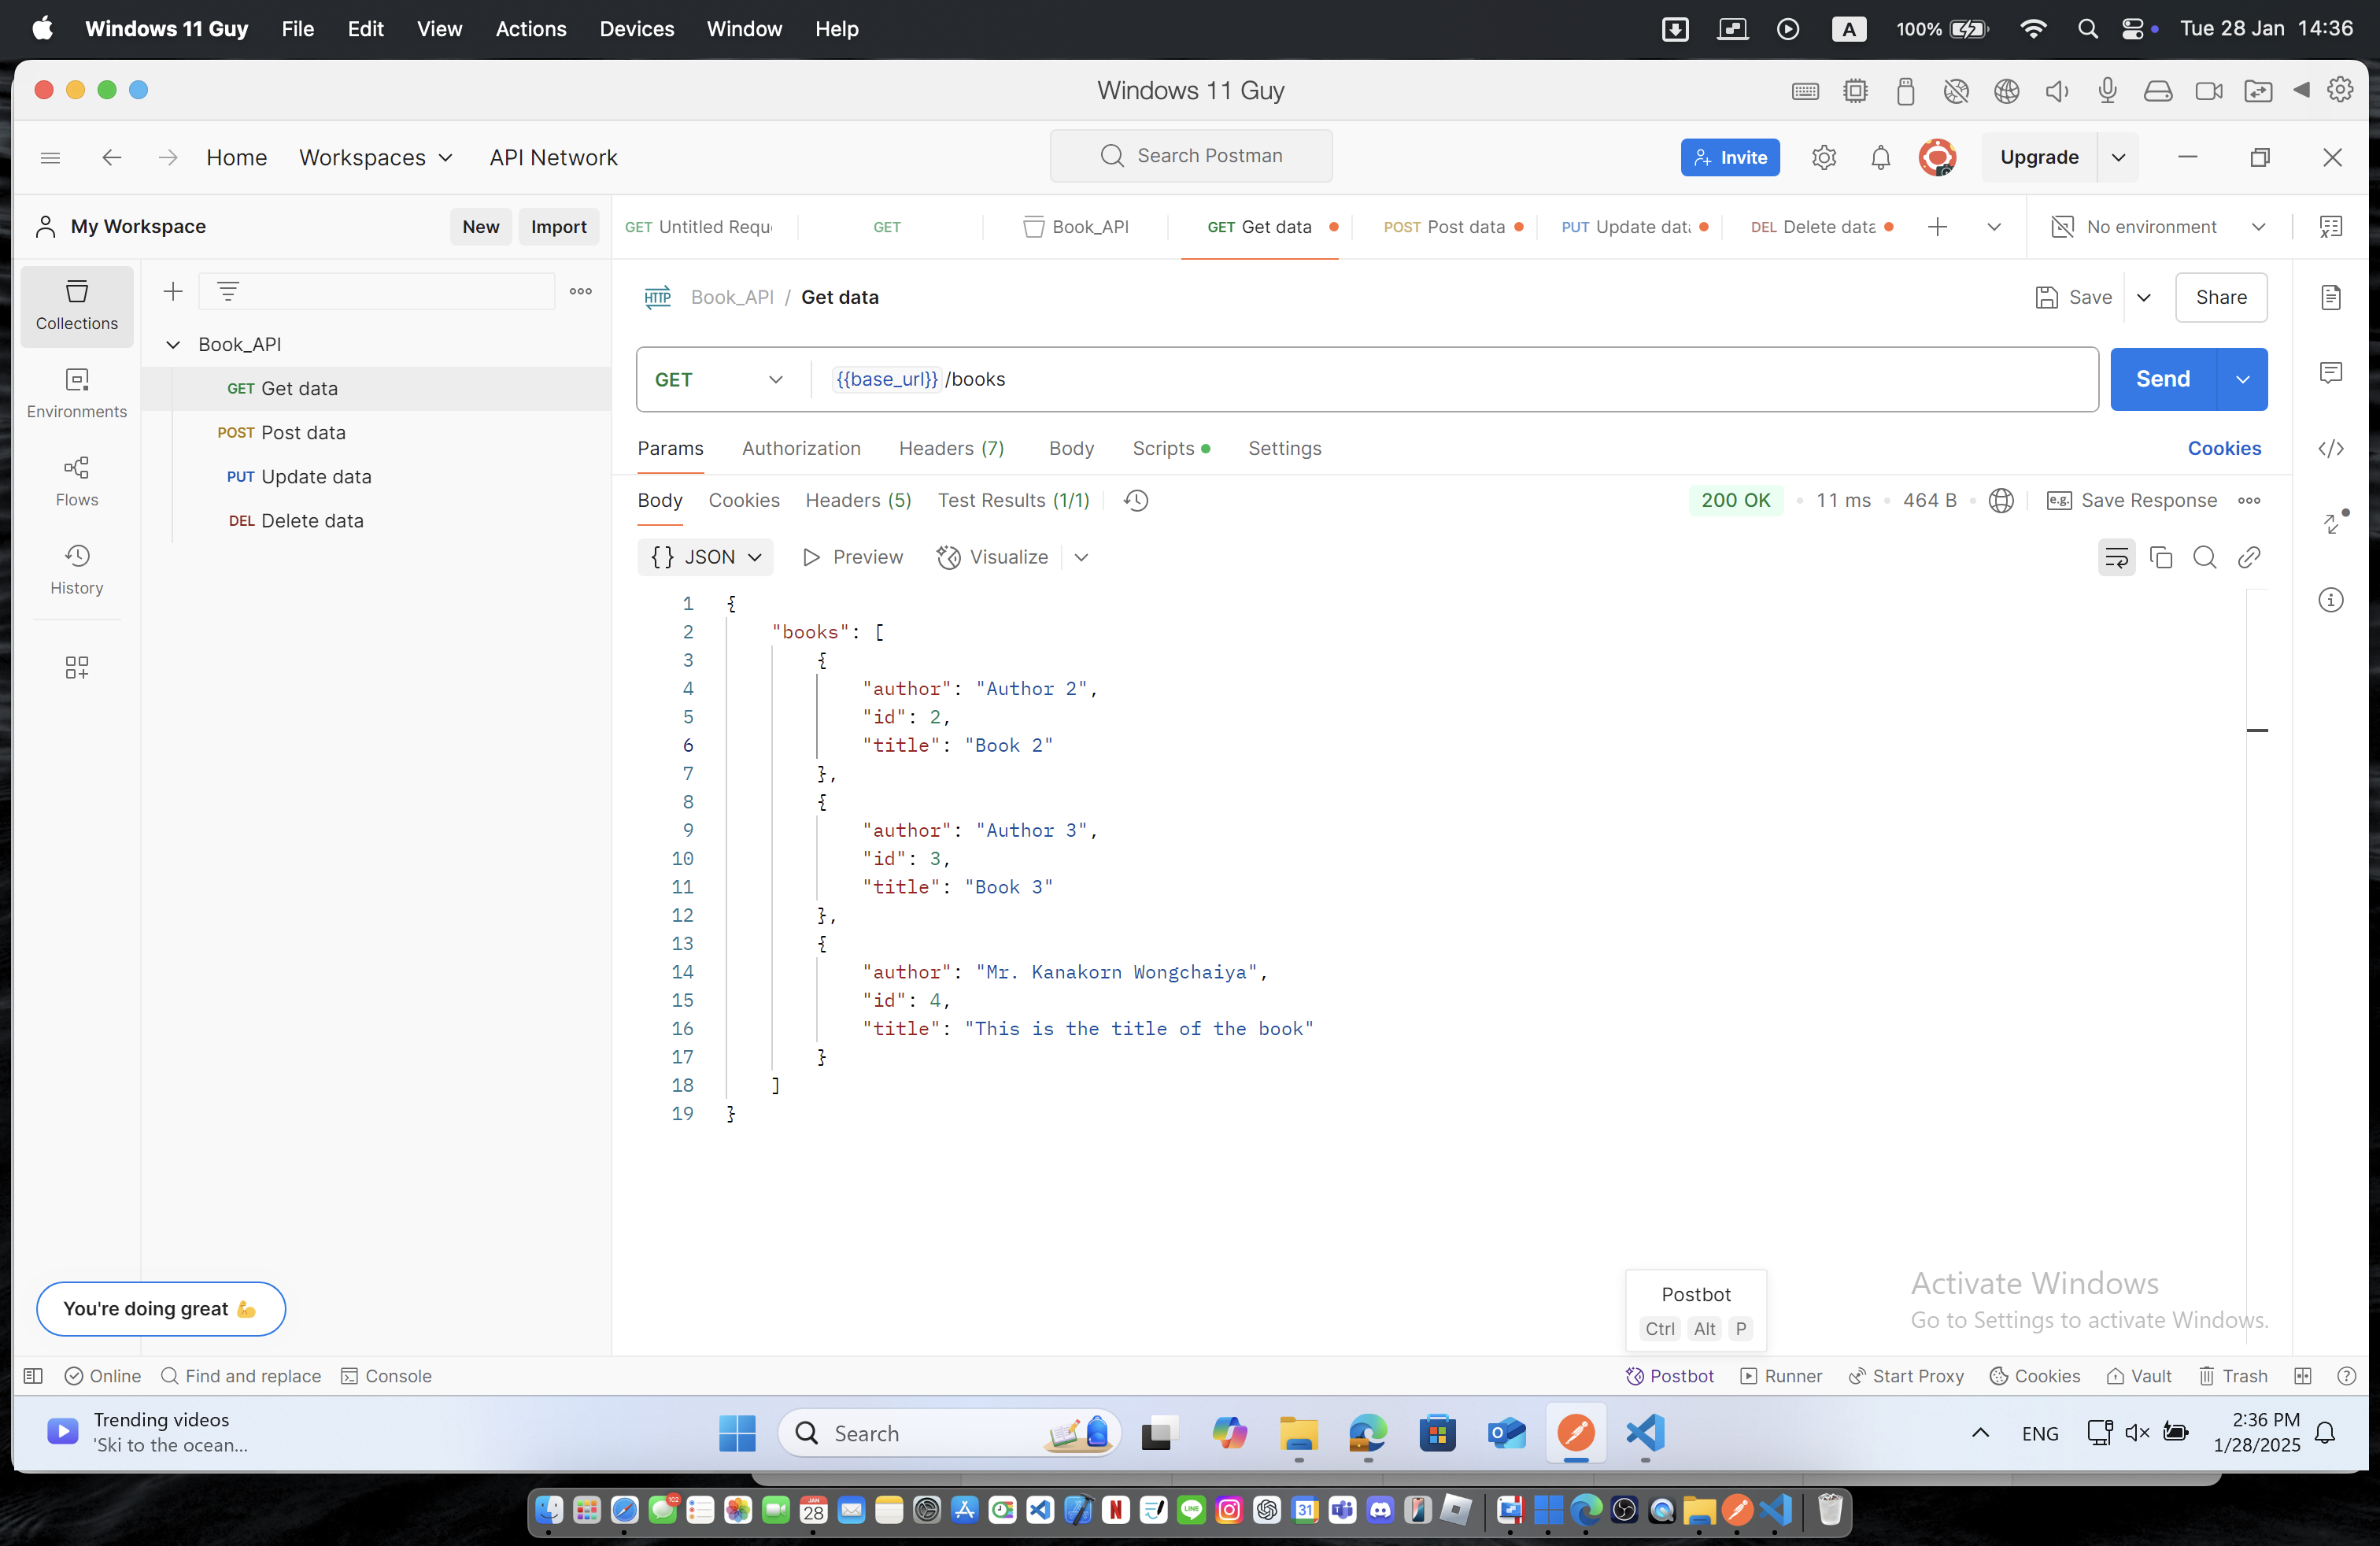 Windows 11 Guy File Edit View Actions Devices Window Help A 100% Tue 28 Jan 14:36
Windows 11 Guy
Home Workspaces API Network Search Postman Invite Upgrade
My Workspace New Import GET Untitled Requ GET Book_API GET Get data POST Post data PUT Update dat DEL Delete data No environment
Collections
Environments
Flows
History
Book_API
GET Get data
POST Post data
PUT Update data
DEL Delete data
HTTP Book_API / Get data Save Share
GET {{base_url}} /books Send
Params Authorization Headers (7) Body Scripts Settings Cookies
Body Cookies Headers (5) Test Results (1/1) 200 OK 11 ms 464 B e.g. Save Response
{} JSON Preview Visualize
1 {
2 "books": [
3 {
4 "author": "Author 2",
5 "id": 2,
6 "title": "Book 2"
7 },
8 {
9 "author": "Author 3",
10 "id": 3,
11 "title": "Book 3"
12 },
13 {
14 "author": "Mr. Kanakorn Wongchaiya",
15 "id": 4,
16 "title": "This is the title of the book"
17 }
18 ]
19 }
You're doing great 💪
Postbot
Ctrl Alt P
Activate Windows
Go to Settings to activate Windows.
Online Find and replace Console Postbot Runner Start Proxy Cookies Vault Trash
Trending videos
'Ski to the ocean...
Search
ENG
2:36 PM
1/28/2025
102
JAN
28
LINE
31